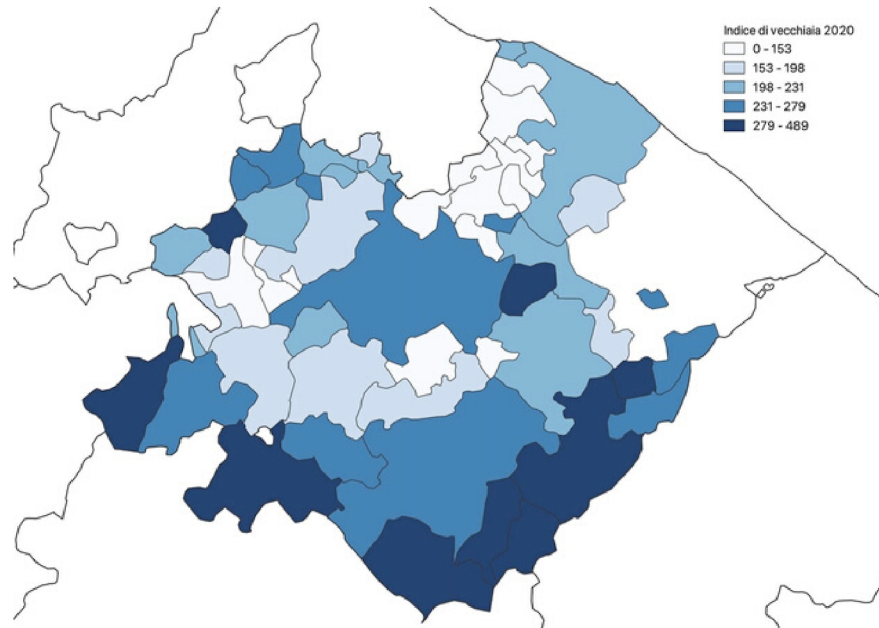 Indice di vecchiaia 2020
0 - 153
153 - 198
198 - 231
231 - 279
279 - 489